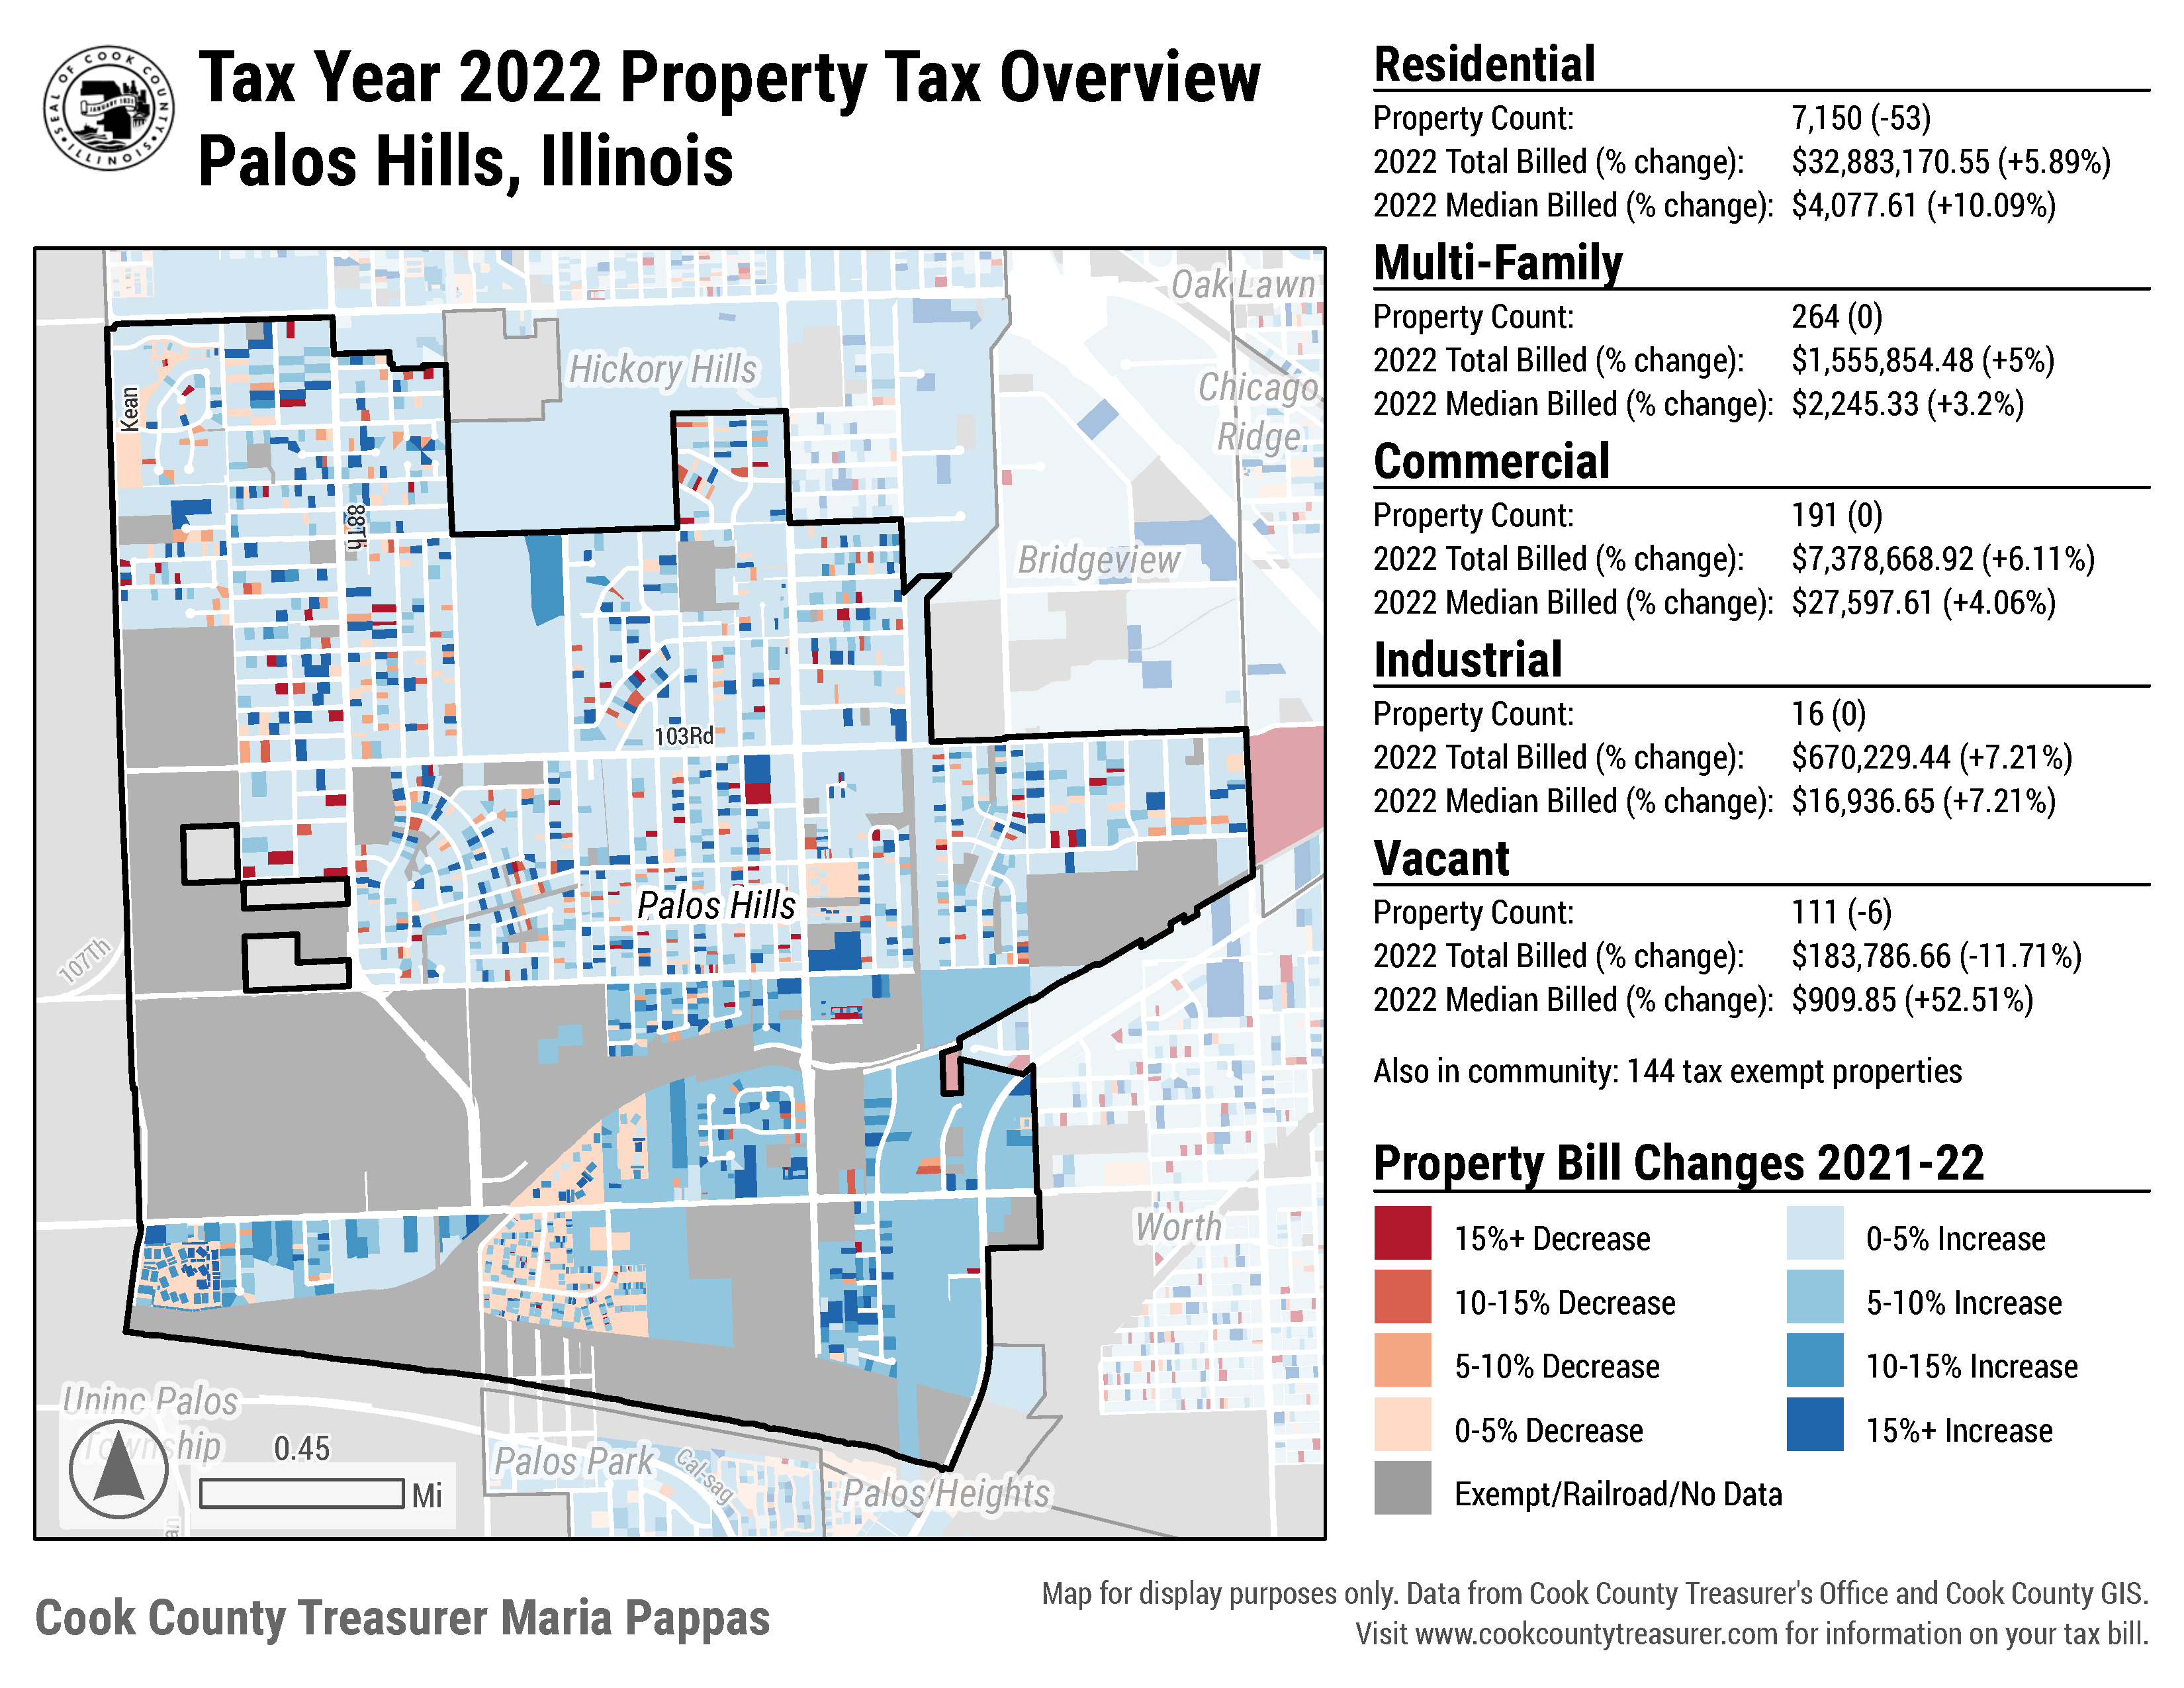 SEAL OF COOK COUNTY
JANUARY 1831
ILLINOIS
Tax Year 2022 Property Tax Overview
Palos Hills, Illinois
Oak Lawn
Hickory Hills
Chicago
Ridge
Kean
88Th
Bridgeview
103Rd
Palos Hills
107Th
Worth
Uninc Palos
Township
0.45
Mi
Palos Park
Cal-sag
Palos Heights
Residential
Property Count: 7,150 (-53)
2022 Total Billed (% change): $32,883,170.55 (+5.89%)
2022 Median Billed (% change): $4,077.61 (+10.09%)
Multi-Family
Property Count: 264 (0)
2022 Total Billed (% change): $1,555,854.48 (+5%)
2022 Median Billed (% change): $2,245.33 (+3.2%)
Commercial
Property Count: 191 (0)
2022 Total Billed (% change): $7,378,668.92 (+6.11%)
2022 Median Billed (% change): $27,597.61 (+4.06%)
Industrial
Property Count: 16 (0)
2022 Total Billed (% change): $670,229.44 (+7.21%)
2022 Median Billed (% change): $16,936.65 (+7.21%)
Vacant
Property Count: 111 (-6)
2022 Total Billed (% change): $183,786.66 (-11.71%)
2022 Median Billed (% change): $909.85 (+52.51%)
Also in community: 144 tax exempt properties
Property Bill Changes 2021-22
15%+ Decrease
10-15% Decrease
5-10% Decrease
0-5% Decrease
Exempt/Railroad/No Data
0-5% Increase
5-10% Increase
10-15% Increase
15%+ Increase
Cook County Treasurer Maria Pappas
Map for display purposes only. Data from Cook County Treasurer's Office and Cook County GIS.
Visit www.cookcountytreasurer.com for information on your tax bill.